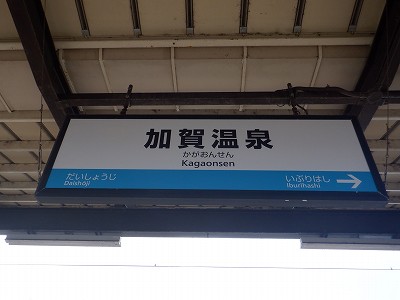 加賀温泉
かがおんせん
Kagaonsen
だいしょうじ
Daishōji
いぶりはし
Iburihashi